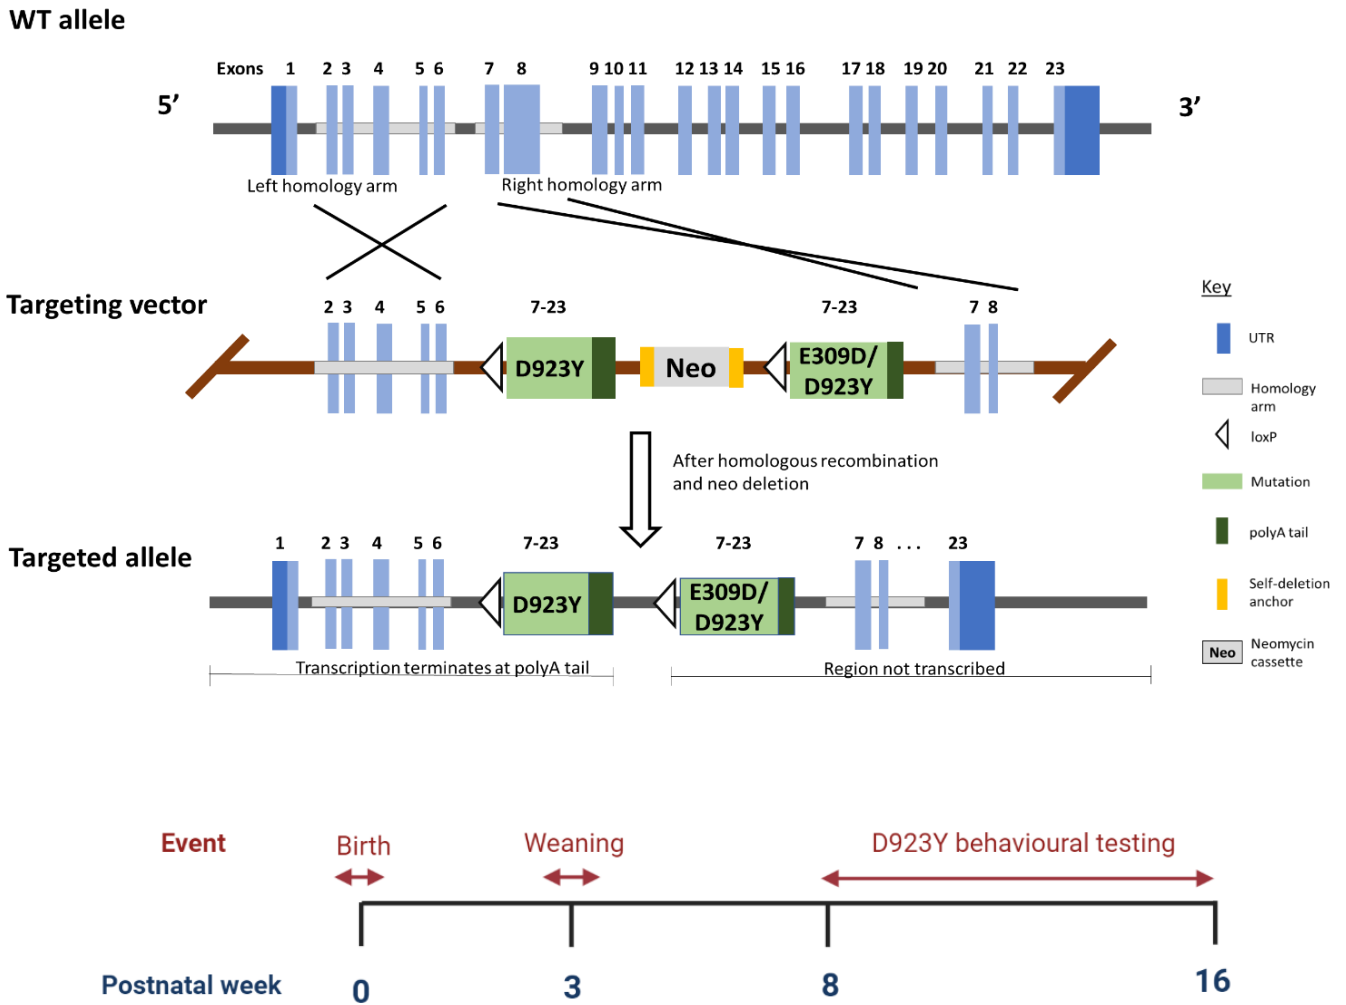 WT allele
Exons 1 2 3 4 5 6 7 8 9 10 11 12 13 14 15 16 17 18 19 20 21 22 23
5’
3’
Left homology arm
Right homology arm
Targeting vector
2 3 4 5 6 7-23 7-23 7 8
D923Y
Neo
E309D/
D923Y
After homologous recombination
and neo deletion
Targeted allele
1 2 3 4 5 6 7-23 7-23 7 8 . . . 23
D923Y
E309D/
D923Y
Transcription terminates at polyA tail
Region not transcribed
Key
UTR
Homology
arm
loxP
Mutation
polyA tail
Self-deletion
anchor
Neo
Neomycin
cassette
Event Birth Weaning D923Y behavioural testing
Postnatal week 0 3 8 16